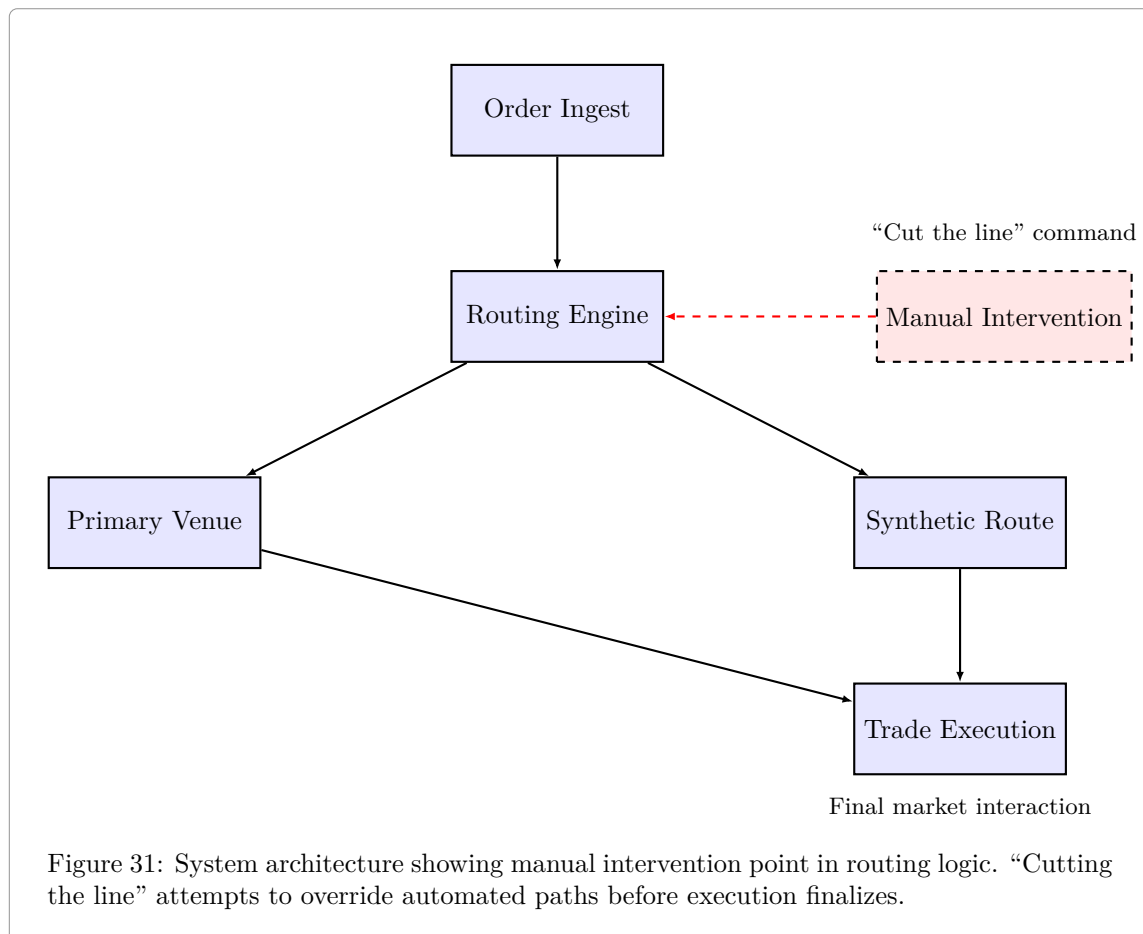 Order Ingest
“Cut the line” command
Routing Engine
Manual Intervention
Primary Venue
Synthetic Route
Trade Execution
Final market interaction
Figure 31: System architecture showing manual intervention point in routing logic. “Cutting
the line” attempts to override automated paths before execution finalizes.